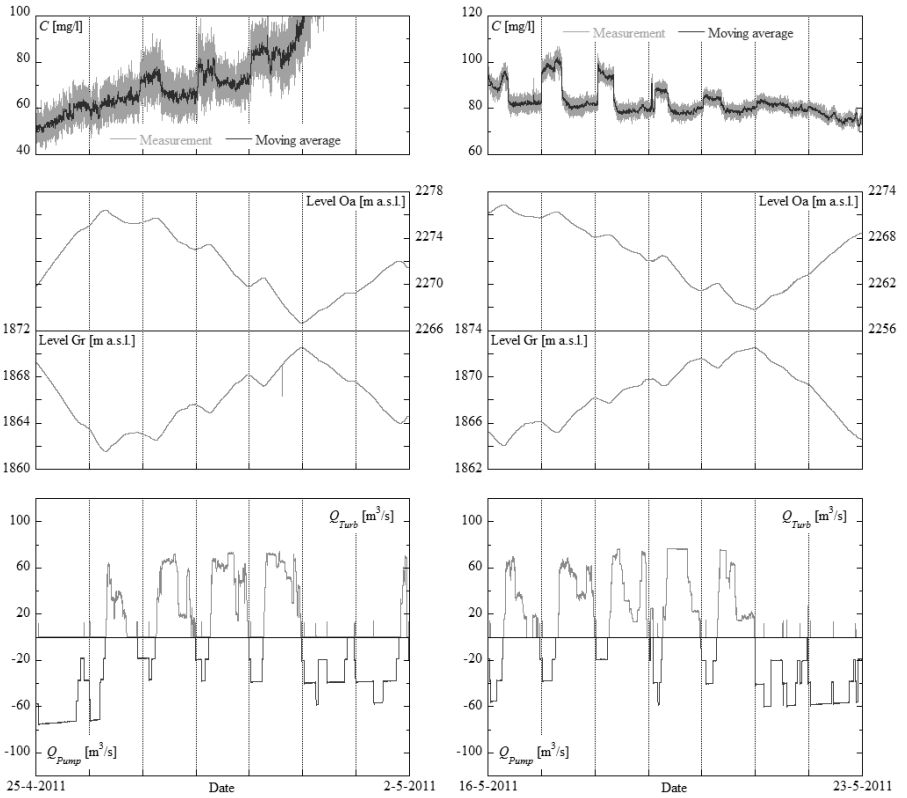 100
C [mg/l]
80
60
40
Measurement
Moving average
120
C [mg/l]
100
80
60
Measurement
Moving average
2278
Level Oa [m a.s.l.]
2274
2270
2266
1872
Level Gr [m a.s.l.]
1868
1864
1860
2274
Level Oa [m a.s.l.]
2268
2262
2256
1874
Level Gr [m a.s.l.]
1870
1866
1862
100
Q_Turb [m³/s]
60
20
-20
-60
-100
Q_Pump [m³/s]
25-4-2011
Date
2-5-2011
100
Q_Turb [m³/s]
60
20
-20
-60
-100
Q_Pump [m³/s]
16-5-2011
Date
23-5-2011